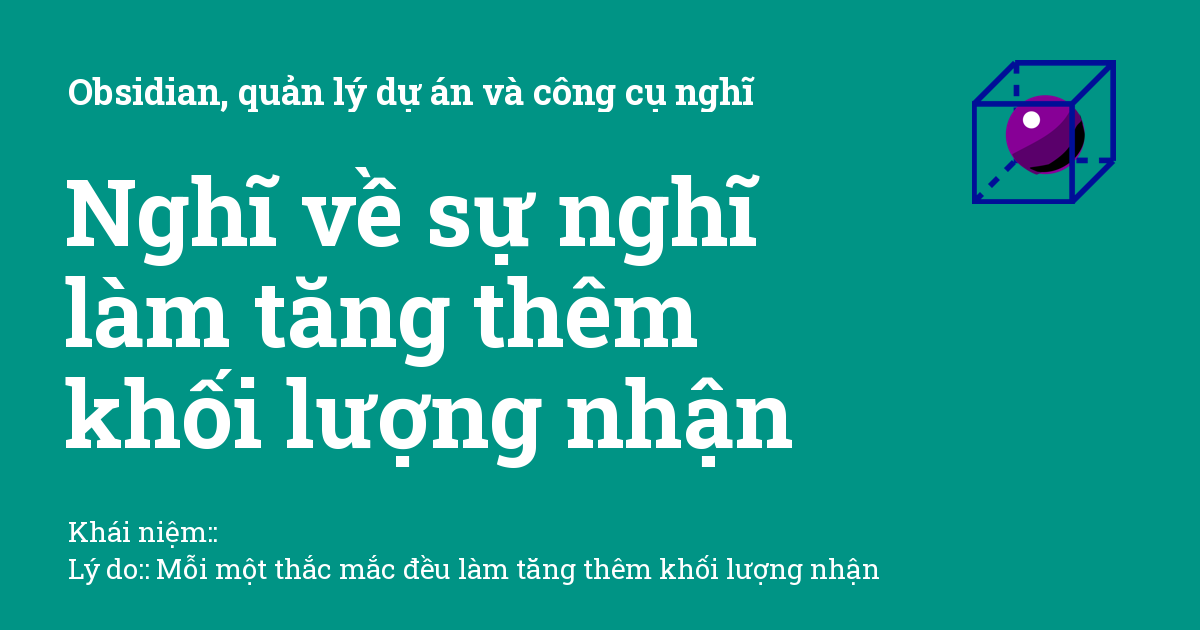 Obsidian, quản lý dự án và công cụ nghĩ
Nghĩ về sự nghĩ
làm tăng thêm
khối lượng nhận
Khái niệm::
Lý do:: Mỗi một thắc mắc đều làm tăng thêm khối lượng nhận